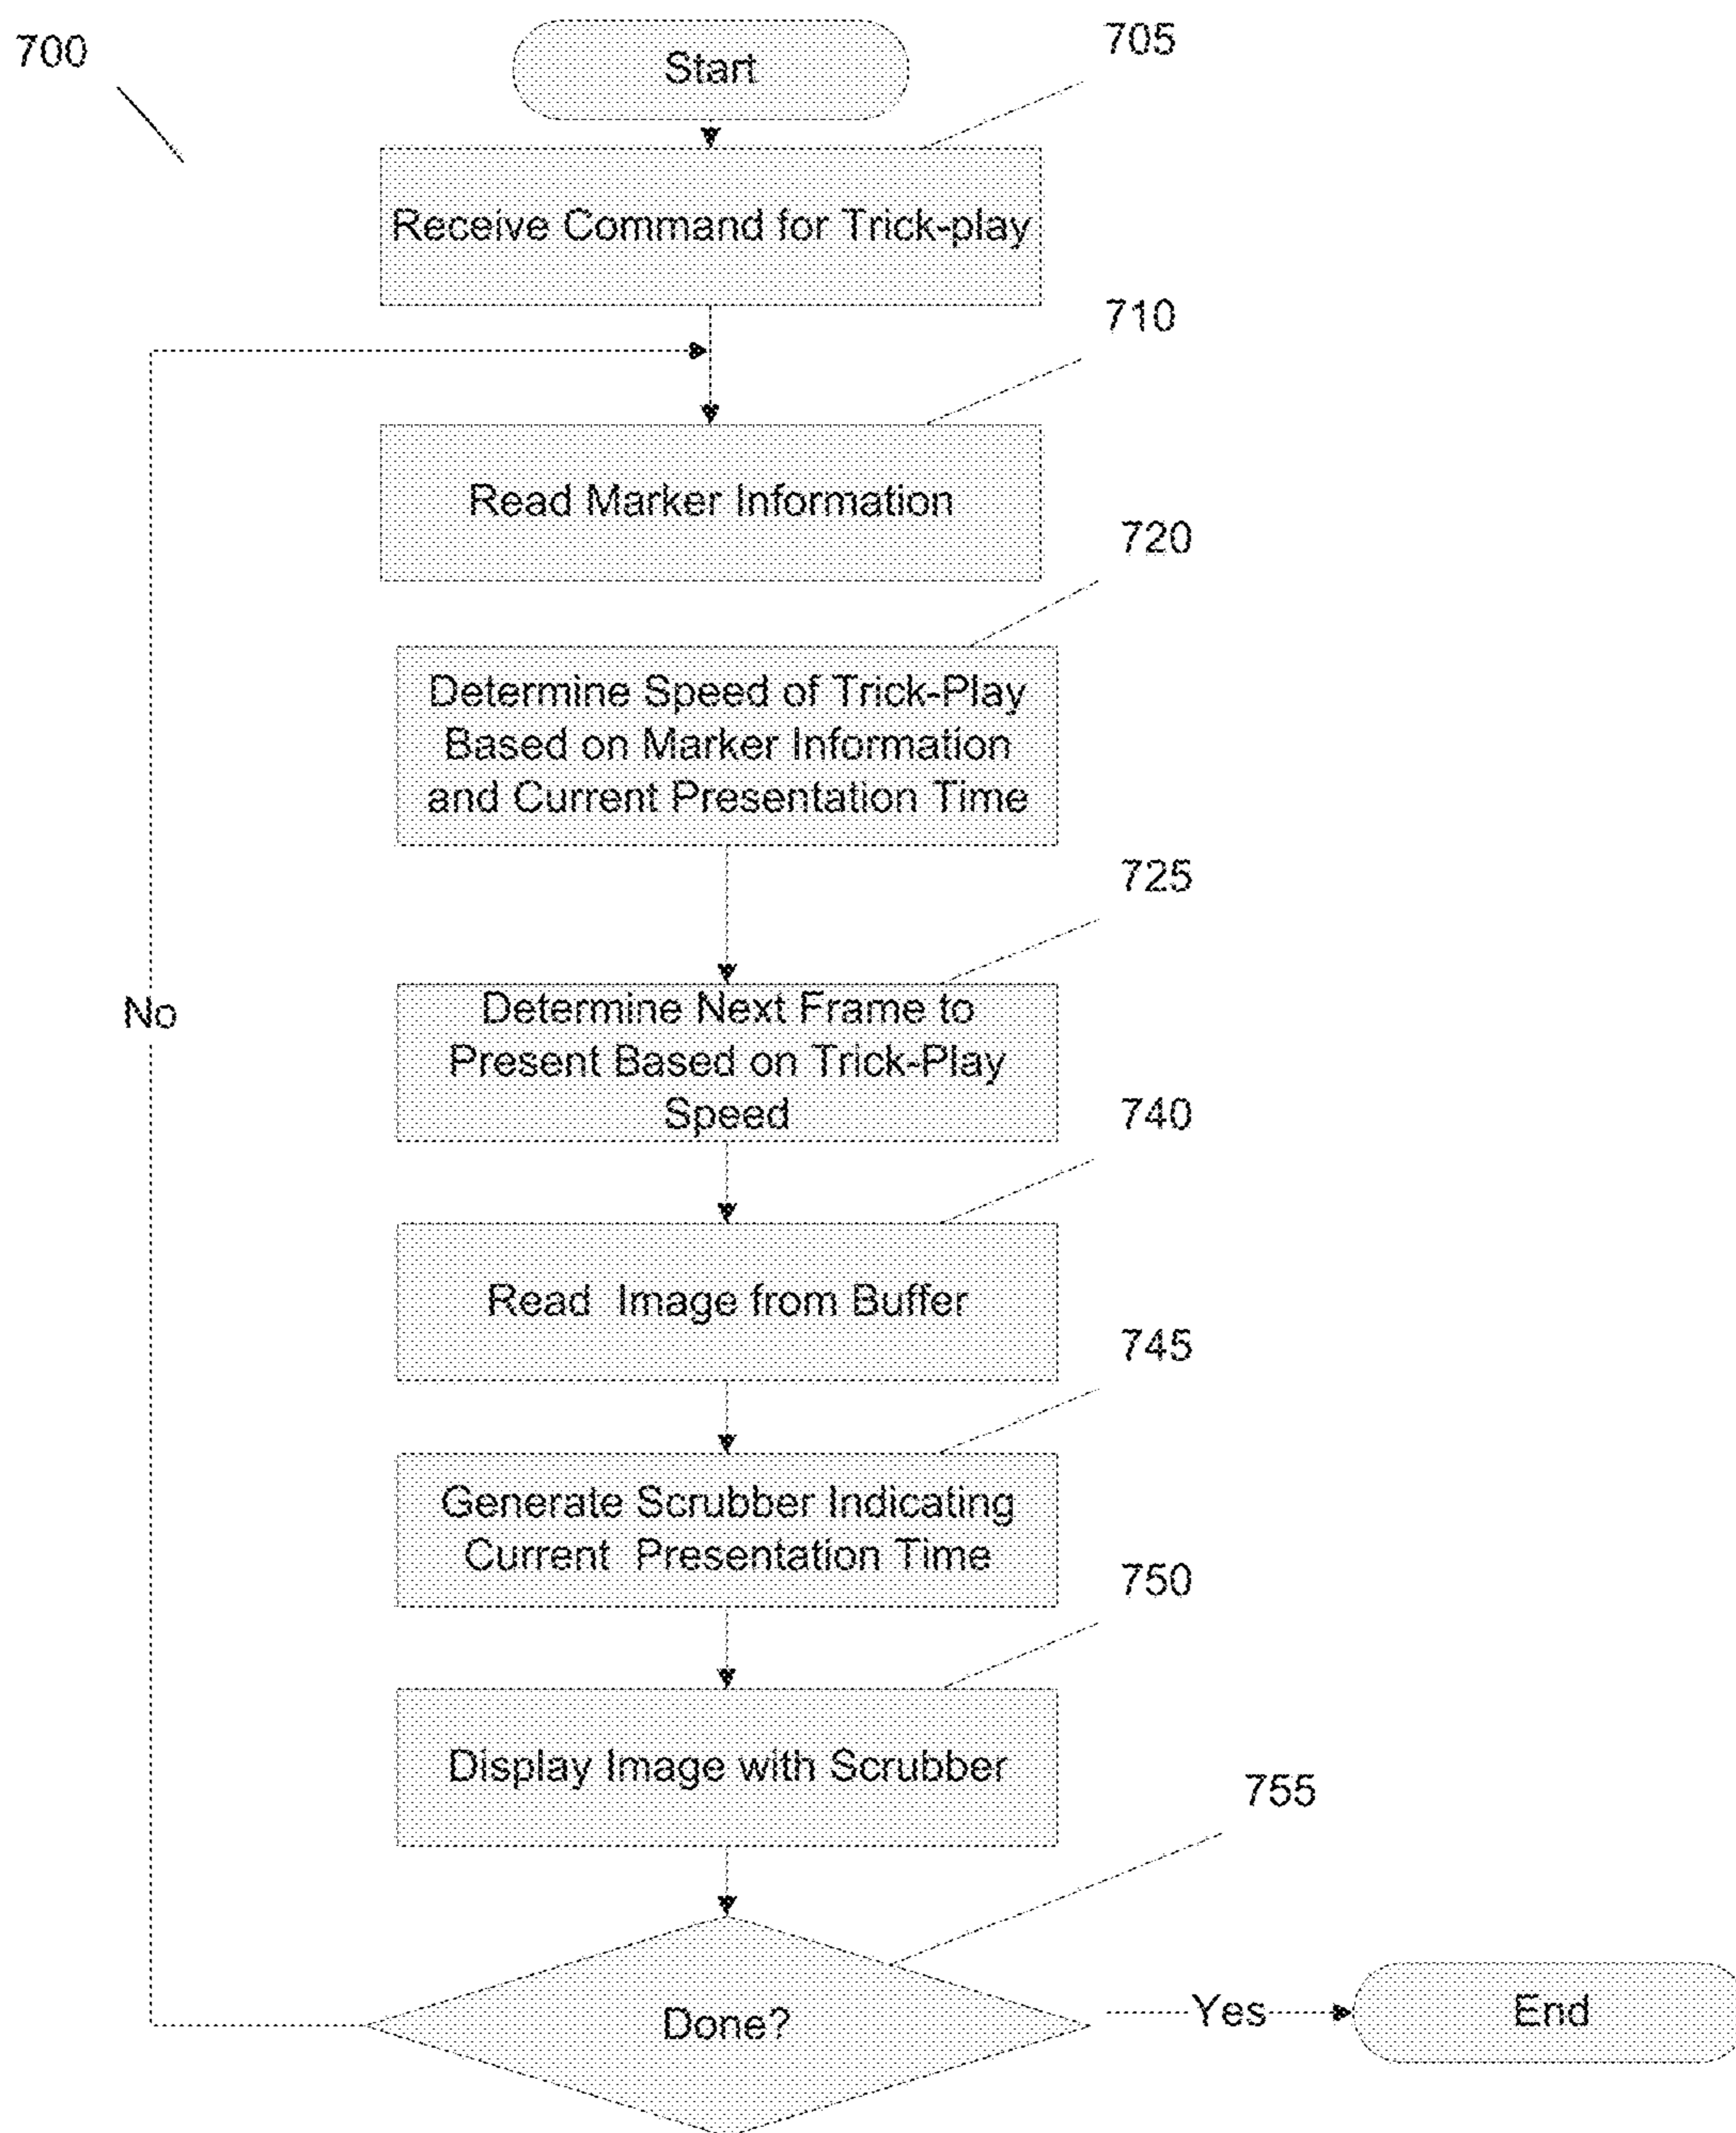 700
Start
705
Receive Command for Trick-play
710
Read Marker Information
720
Determine Speed of Trick-Play
Based on Marker Information
and Current Presentation Time
725
Determine Next Frame to
Present Based on Trick-Play
Speed
740
Read Image from Buffer
745
Generate Scrubber Indicating
Current Presentation Time
750
Display Image with Scrubber
755
Done?
No
Yes
End